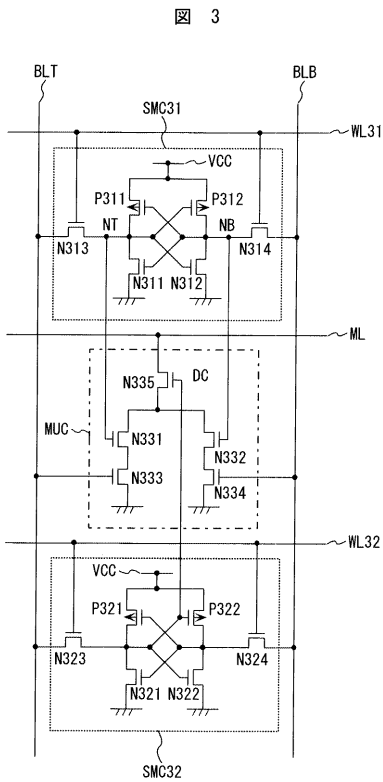 図 3
BLT
BLB
SMC31
WL31
VCC
P311
P312
NT
NB
N313
N314
N311
N312
ML
DC
N335
MUC
N331
N332
N333
N334
WL32
VCC
P321
P322
N323
N324
N321
N322
SMC32